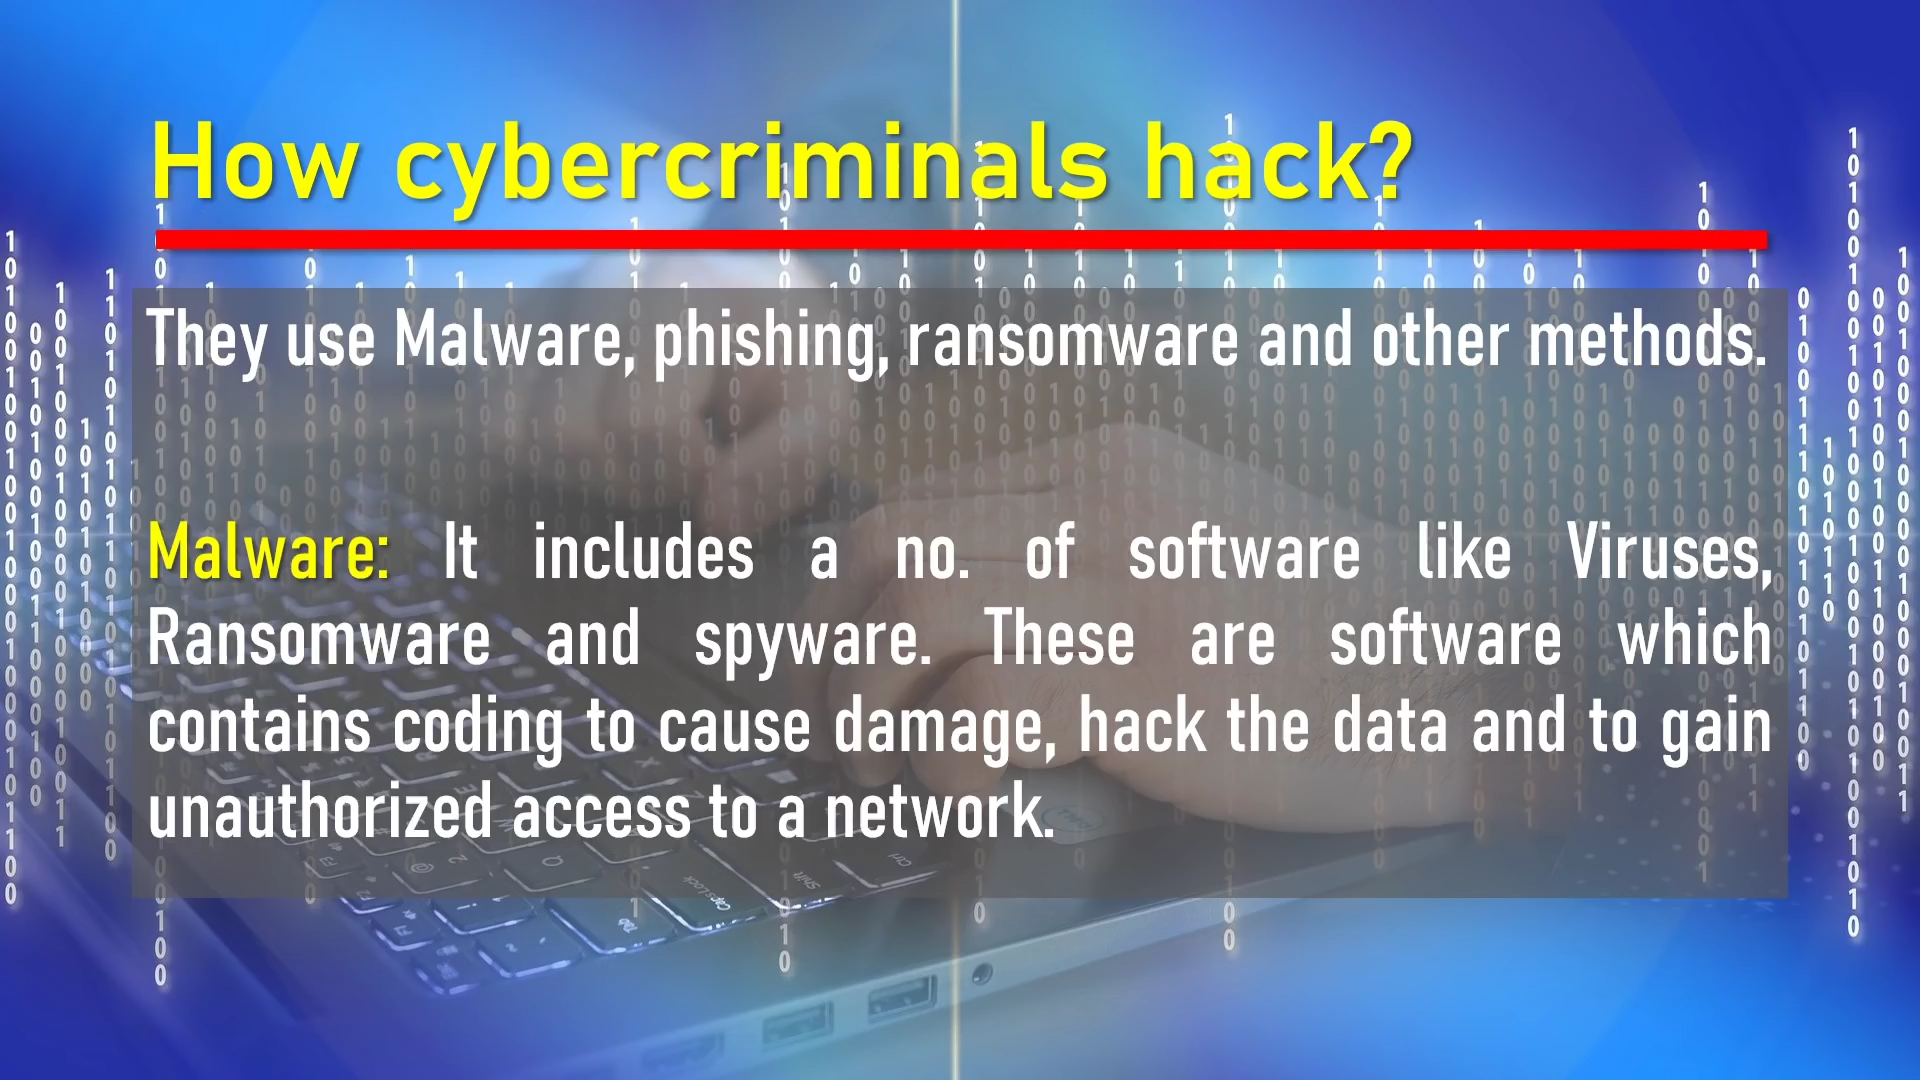 How cybercriminals hack?
They use Malware, phishing, ransomware and other methods.
Malware: It includes a no. of software like Viruses,
Ransomware and spyware. These are software which
contains coding to cause damage, hack the data and to gain
unauthorized access to a network.